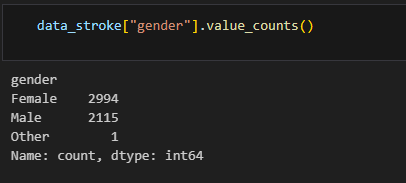 data_stroke["gender"].value_counts()
gender
Female    2994
Male      2115
Other        1
Name: count, dtype: int64